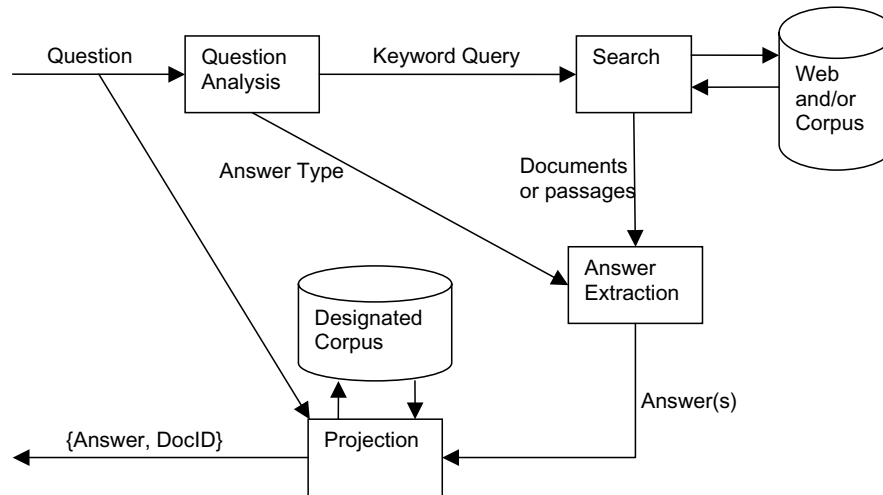 Question
Question
Analysis
Keyword Query
Search
Web
and/or
Corpus
Answer Type
Documents
or passages
Answer
Extraction
Designated
Corpus
Answer(s)
{Answer, DocID}
Projection